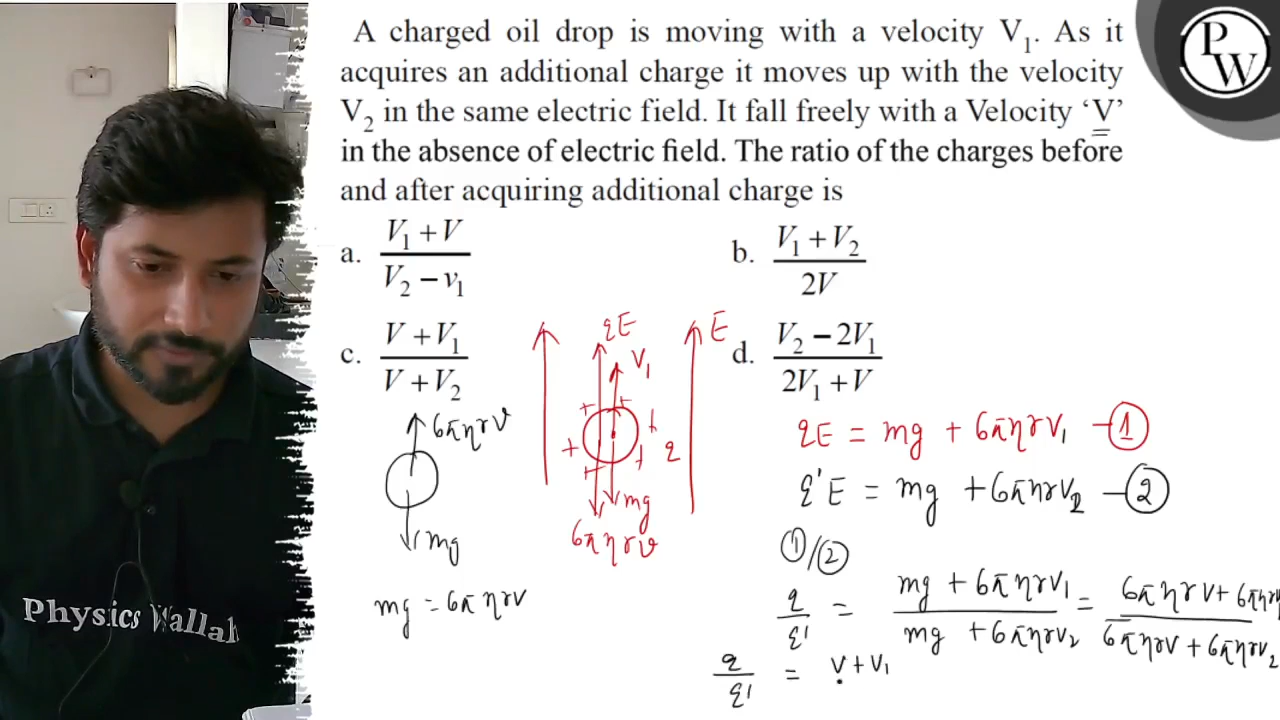 A charged oil drop is moving with a velocity V₁. As it
acquires an additional charge it moves up with the velocity
V₂ in the same electric field. It fall freely with a Velocity ‘V’
in the absence of electric field. The ratio of the charges before
and after acquiring additional charge is
a. (V₁ + V)/(V₂ − v₁)
b. (V₁ + V₂)/2V
c. (V + V₁)/(V + V₂)
d. (V₂ − 2V₁)/(2V₁ + V)
P
W
6πηrv
mg
mg = 6πηrv
qE
V₁
E
+ + + + + +
q
mg
6πηrv
qE = mg + 6πηrv₁ —①
q'E = mg + 6πηrv₂ —②
①/②
q/q' = (mg + 6πηrv₁)/(mg + 6πηrv₂) = (6πηrv + 6πηrv)/(6πηrv + 6πηrv₂)
q/q' = v + v₁
Physics Wallah